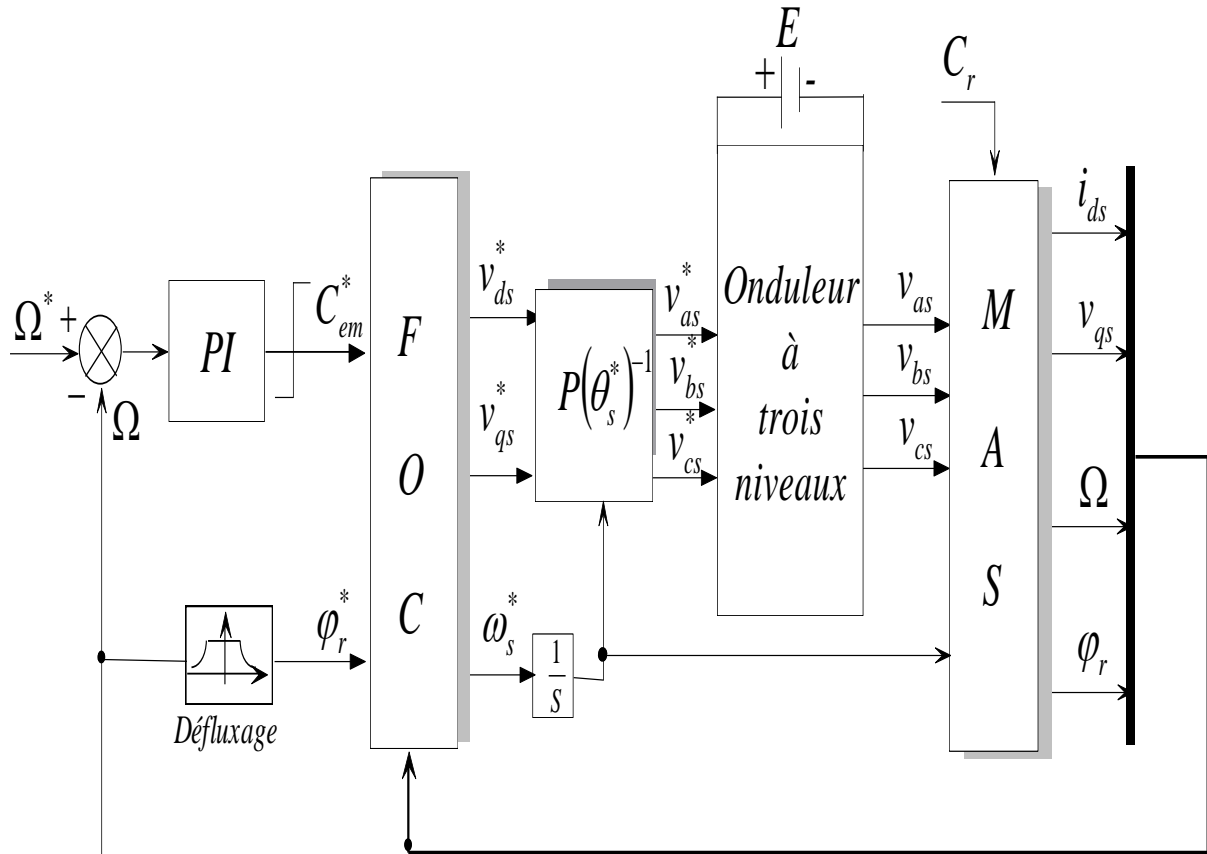 E
+ -
C_r
Ω* +
−
Ω
PI
C*_em
Défluxage
φ*_r
F
O
C
v*_ds
v*_qs
ω*_s
1/s
P(θ*_s)⁻¹
v*_as
v*_bs
v*_cs
Onduleur
à
trois
niveaux
v_as
v_bs
v_cs
M
A
S
i_ds
v_qs
Ω
φ_r